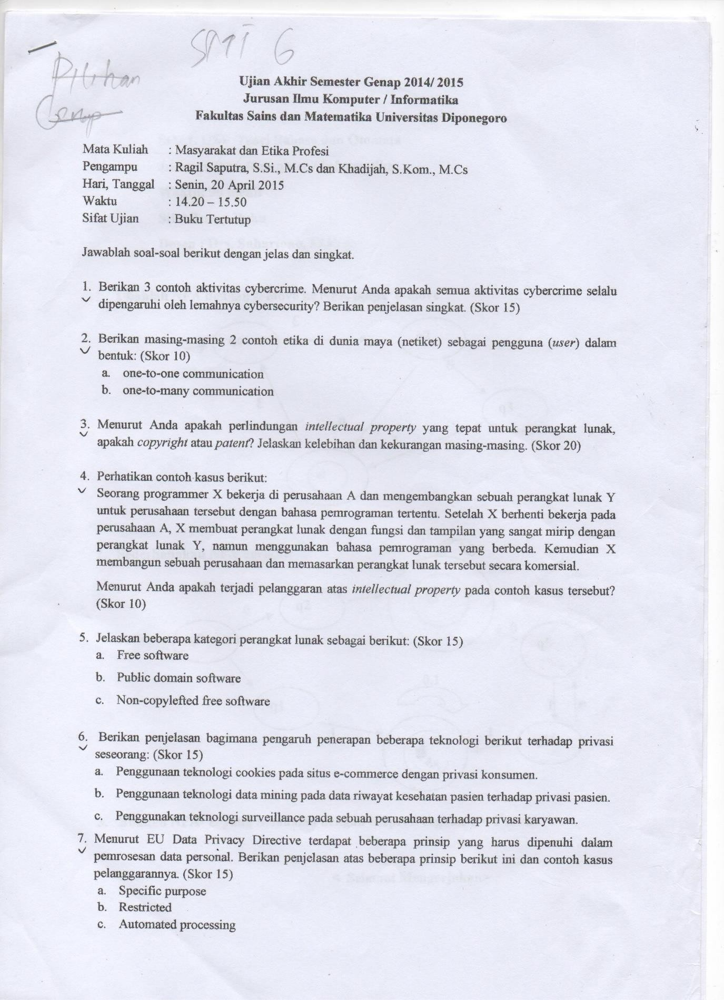 SMT 6
Pilihan
Genap
Ujian Akhir Semester Genap 2014/ 2015
Jurusan Ilmu Komputer / Informatika
Fakultas Sains dan Matematika Universitas Diponegoro
Mata Kuliah : Masyarakat dan Etika Profesi
Pengampu : Ragil Saputra, S.Si., M.Cs dan Khadijah, S.Kom., M.Cs
Hari, Tanggal : Senin, 20 April 2015
Waktu : 14.20 – 15.50
Sifat Ujian : Buku Tertutup
Jawablah soal-soal berikut dengan jelas dan singkat.
1. Berikan 3 contoh aktivitas cybercrime. Menurut Anda apakah semua aktivitas cybercrime selalu
dipengaruhi oleh lemahnya cybersecurity? Berikan penjelasan singkat. (Skor 15)
2. Berikan masing-masing 2 contoh etika di dunia maya (netiket) sebagai pengguna (user) dalam
bentuk: (Skor 10)
a. one-to-one communication
b. one-to-many communication
3. Menurut Anda apakah perlindungan intellectual property yang tepat untuk perangkat lunak,
apakah copyright atau patent? Jelaskan kelebihan dan kekurangan masing-masing. (Skor 20)
4. Perhatikan contoh kasus berikut:
Seorang programmer X bekerja di perusahaan A dan mengembangkan sebuah perangkat lunak Y
untuk perusahaan tersebut dengan bahasa pemrograman tertentu. Setelah X berhenti bekerja pada
perusahaan A, X membuat perangkat lunak dengan fungsi dan tampilan yang sangat mirip dengan
perangkat lunak Y, namun menggunakan bahasa pemrograman yang berbeda. Kemudian X
membangun sebuah perusahaan dan memasarkan perangkat lunak tersebut secara komersial.
Menurut Anda apakah terjadi pelanggaran atas intellectual property pada contoh kasus tersebut?
(Skor 10)
5. Jelaskan beberapa kategori perangkat lunak sebagai berikut: (Skor 15)
a. Free software
b. Public domain software
c. Non-copylefted free software
6. Berikan penjelasan bagaimana pengaruh penerapan beberapa teknologi berikut terhadap privasi
seseorang: (Skor 15)
a. Penggunaan teknologi cookies pada situs e-commerce dengan privasi konsumen.
b. Penggunaan teknologi data mining pada data riwayat kesehatan pasien terhadap privasi pasien.
c. Penggunakan teknologi surveillance pada sebuah perusahaan terhadap privasi karyawan.
7. Menurut EU Data Privacy Directive terdapat beberapa prinsip yang harus dipenuhi dalam
pemrosesan data personal. Berikan penjelasan atas beberapa prinsip berikut ini dan contoh kasus
pelanggarannya. (Skor 15)
a. Specific purpose
b. Restricted
c. Automated processing